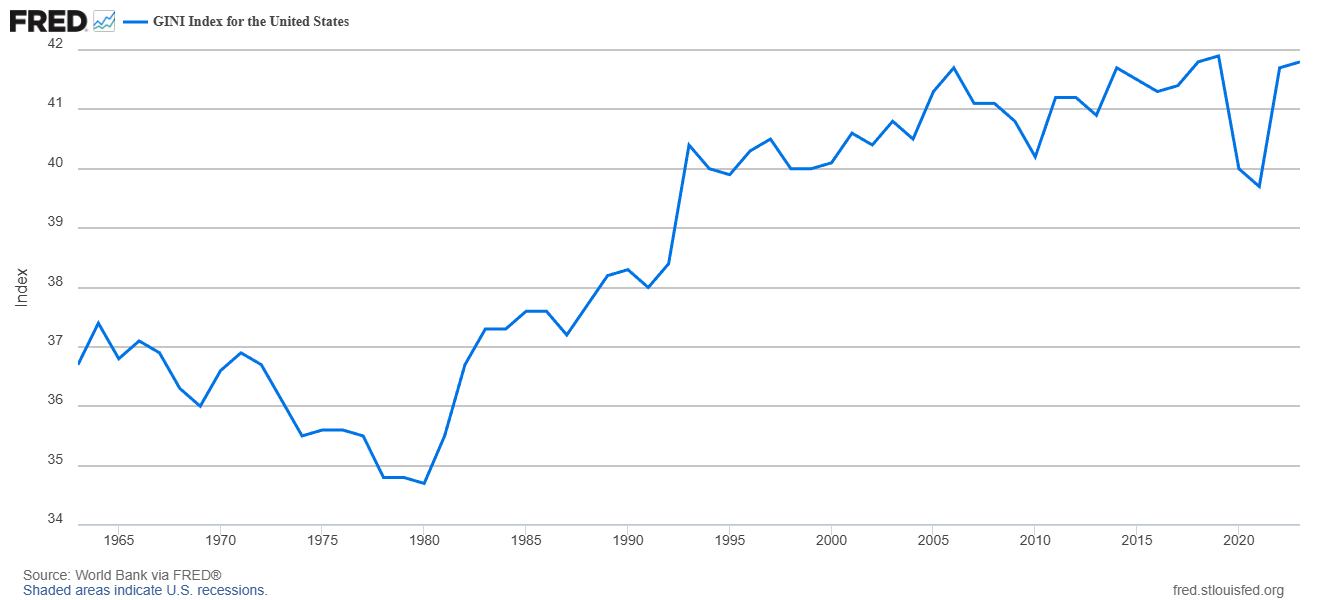 FRED GINI Index for the United States
42
41
40
39
38
37
36
35
34
Index
1965 1970 1975 1980 1985 1990 1995 2000 2005 2010 2015 2020
Source: World Bank via FRED®
Shaded areas indicate U.S. recessions.
fred.stlouisfed.org